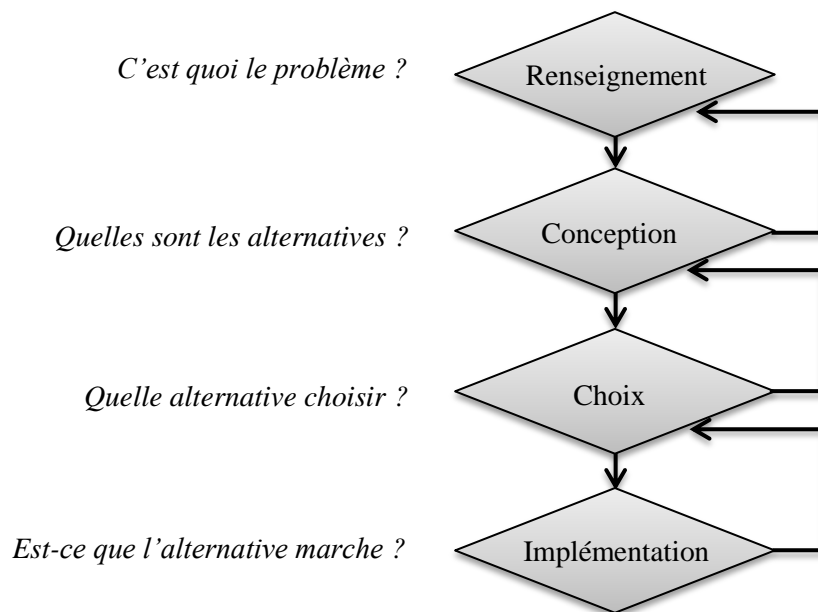 C’est quoi le problème ?
Renseignement
Quelles sont les alternatives ?
Conception
Quelle alternative choisir ?
Choix
Est-ce que l’alternative marche ?
Implémentation